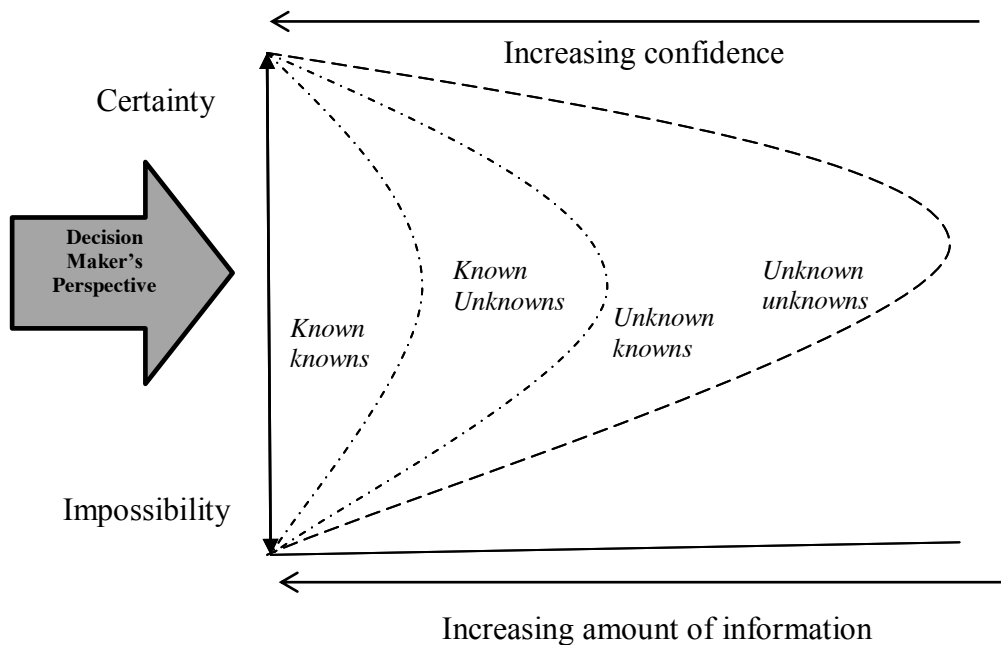 Increasing confidence
Certainty
Decision
Maker's
Perspective
Known
knowns
Known
Unknowns
Unknown
knowns
Unknown
unknowns
Impossibility
Increasing amount of information